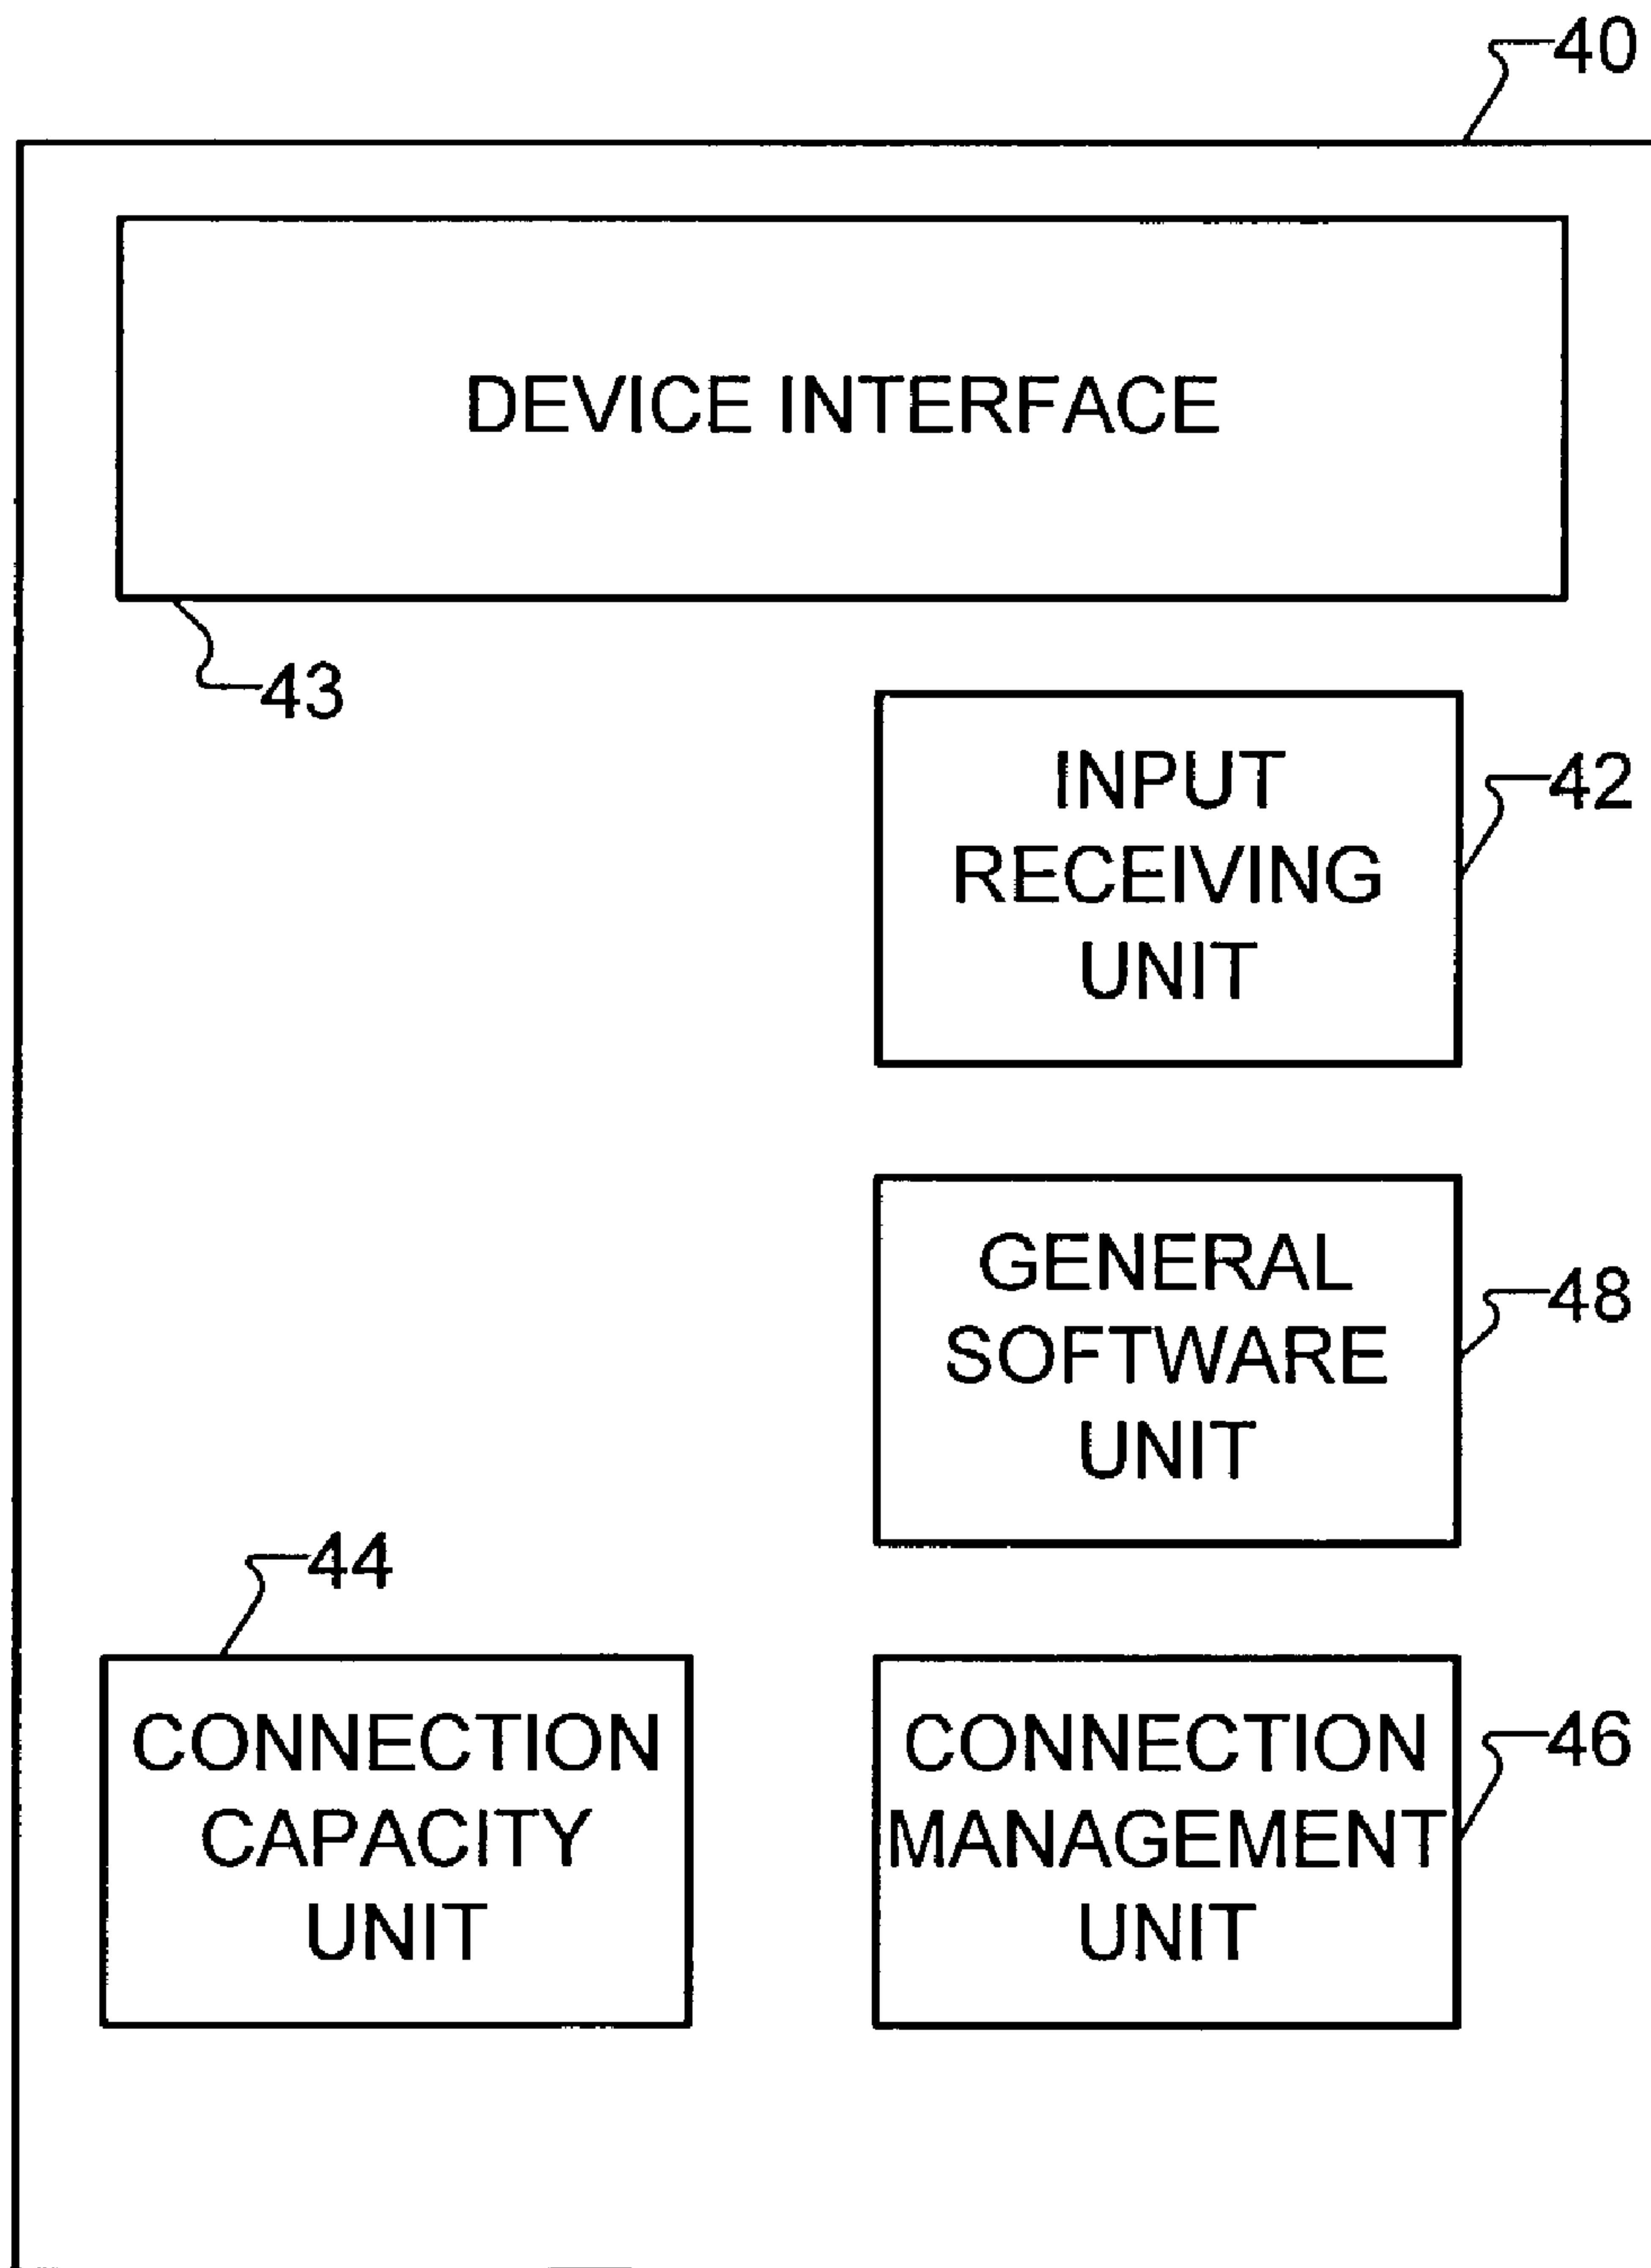 40
DEVICE INTERFACE
43
INPUT
RECEIVING
UNIT
42
GENERAL
SOFTWARE
UNIT
48
44
CONNECTION
CAPACITY
UNIT
CONNECTION
MANAGEMENT
UNIT
46